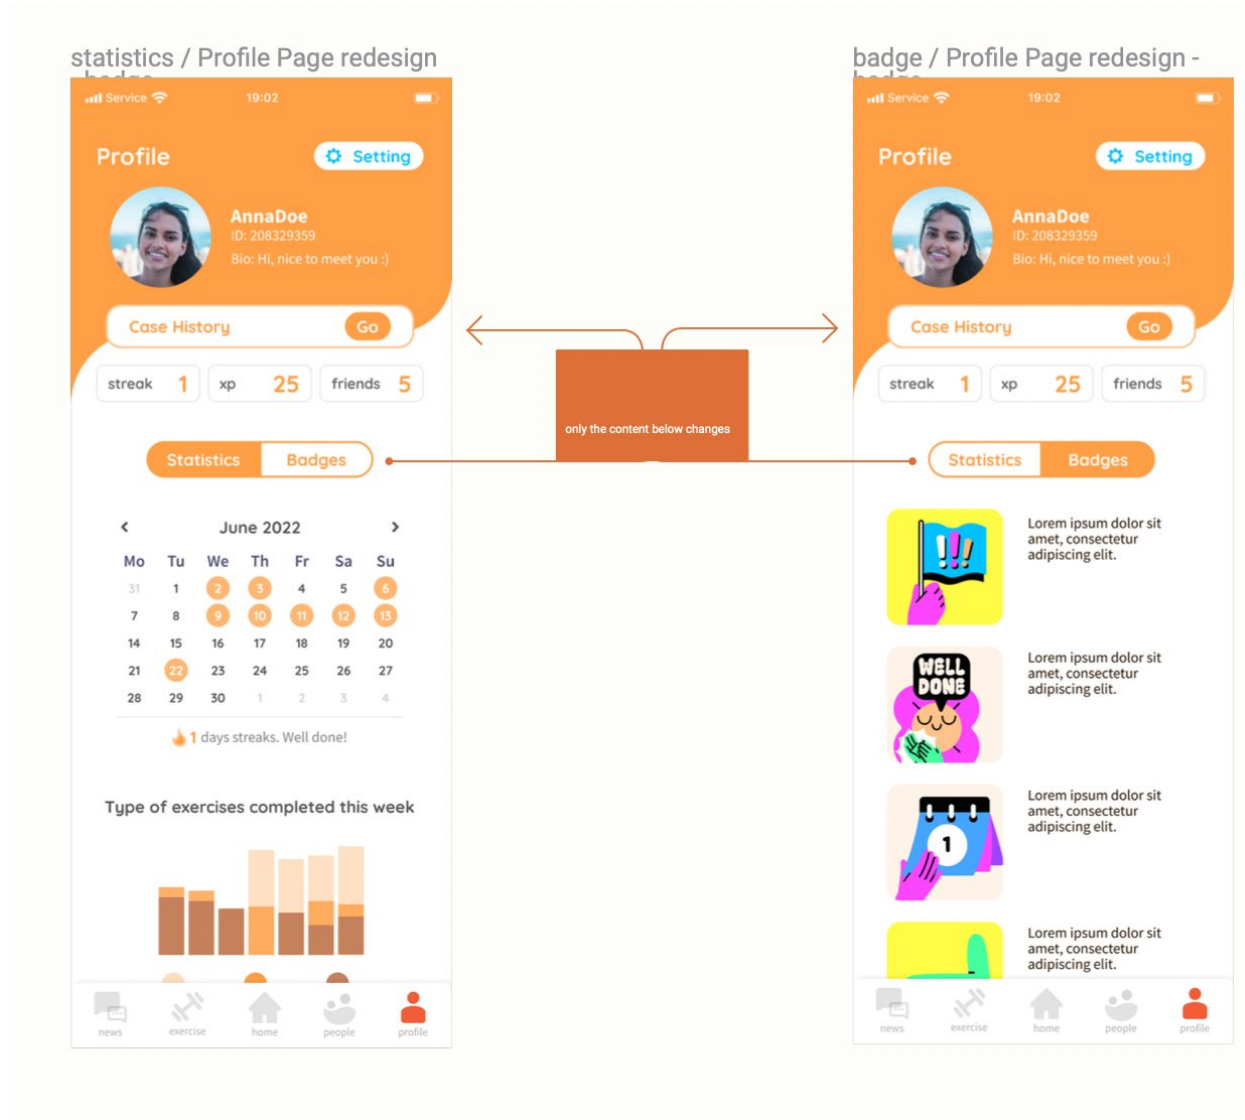 statistics / Profile Page redesign
Service
19:02
Profile
Setting
AnnaDoe
ID: 208329359
Bio: Hi, nice to meet you :)
Case History
Go
streak 1
xp 25
friends 5
Statistics
Badges
June 2022
Mo Tu We Th Fr Sa Su
31 1 2 3 4 5 6
7 8 9 10 11 12 13
14 15 16 17 18 19 20
21 22 23 24 25 26 27
28 29 30 1 2 3 4
1 days streaks. Well done!
Type of exercises completed this week
news
exercise
home
people
profile
only the content below changes
badge / Profile Page redesign -
Service
19:02
Profile
Setting
AnnaDoe
ID: 208329359
Bio: Hi, nice to meet you :)
Case History
Go
streak 1
xp 25
friends 5
Statistics
Badges
!!!
Lorem ipsum dolor sit
amet, consectetur
adipiscing elit.
WELL
DONE
Lorem ipsum dolor sit
amet, consectetur
adipiscing elit.
1
Lorem ipsum dolor sit
amet, consectetur
adipiscing elit.
Lorem ipsum dolor sit
amet, consectetur
adipiscing elit.
news
exercise
home
people
profile